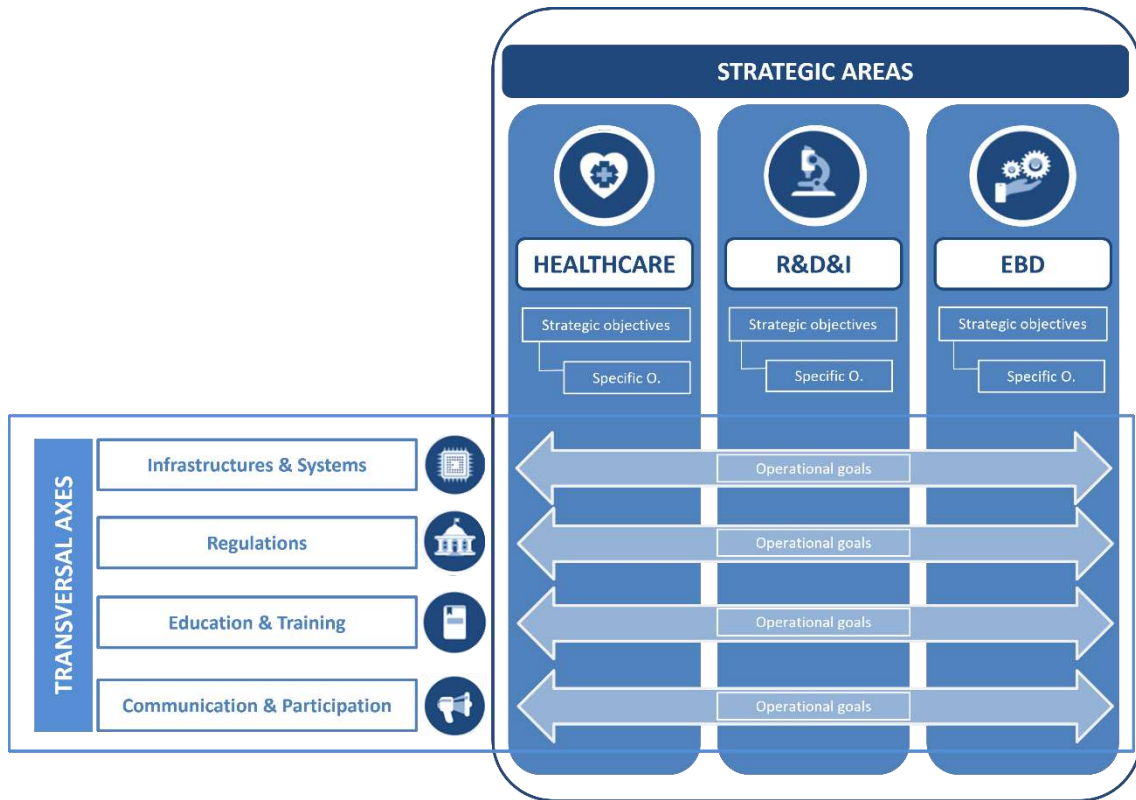 STRATEGIC AREAS
HEALTHCARE
R&D&I
EBD
Strategic objectives
Strategic objectives
Strategic objectives
Specific O.
Specific O.
Specific O.
TRANSVERSAL AXES
Infrastructures & Systems
Operational goals
Regulations
Operational goals
Education & Training
Operational goals
Communication & Participation
Operational goals